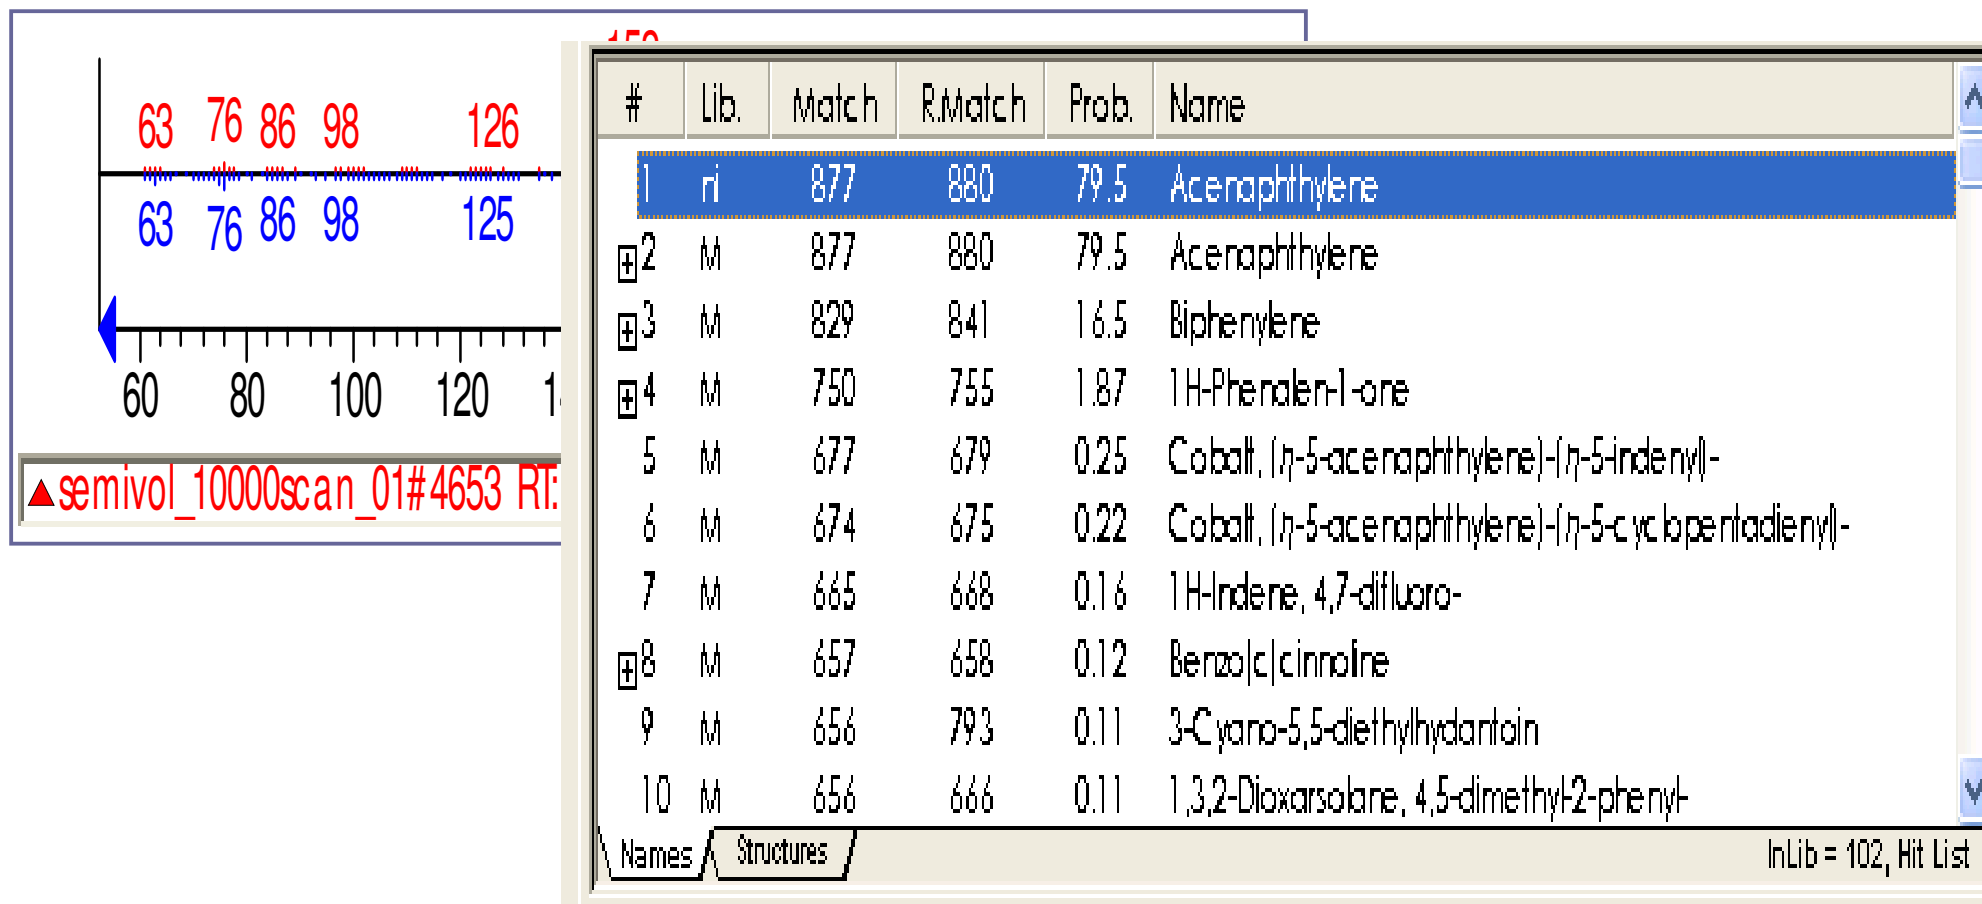 63 76 86 98 126
63 76 86 98 125
60 80 100 120
semivol_10000scan_01#4653 RT:
# Lib. Match R.Match Prob. Name
1 ni 877 880 79.5 Acenaphthylene
2 M 877 880 79.5 Acenaphthylene
3 M 829 841 16.5 Biphenylene
4 M 750 755 1.87 1H-Phenalen-1-one
5 M 677 679 0.25 Cobalt, (η-5-acenaphthylene)-(η-5-indenyl)-
6 M 674 675 0.22 Cobalt, (η-5-acenaphthylene)-(η-5-cyclopentadienyl)-
7 M 665 668 0.16 1H-Indene, 4,7-difluoro-
8 M 657 658 0.12 Benzo[c]cinnoline
9 M 656 793 0.11 3-Cyano-5,5-diethylhydantoin
10 M 656 666 0.11 1,3,2-Dioxarsolane, 4,5-dimethyl-2-phenyl-
Names Structures InLib = 102, Hit List